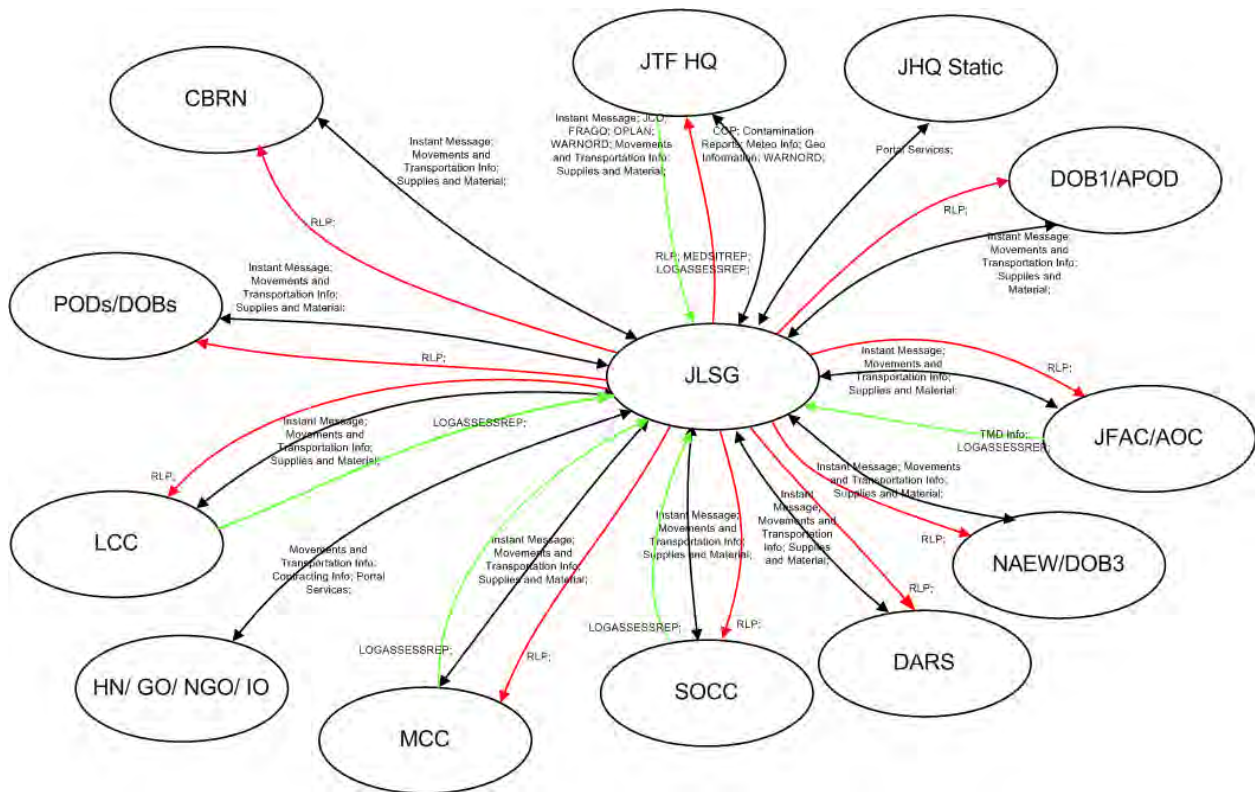 JTF HQ
JHQ Static
CBRN
Instant Message; JCO;
FRAGO; OPLAN;
WARNORD; Movements
and Transportation Info;
Supplies and Material;
COP; Contamination
Reports; Meteo Info; Geo
Information; WARNORD;
Portal Services;
Instant Message;
Movements and
Transportation Info;
Supplies and Material;
DOB1/APOD
RLP;
RLP;
Instant Message;
Movements and
Transportation Info;
Supplies and
Material;
RLP; MEDSITREP;
LOGASSESSREP;
Instant Message;
Movements and
Transportation Info;
Supplies and Material;
PODs/DOBs
RLP;
JLSG
Instant Message;
Movements and
Transportation Info;
Supplies and Material;
RLP;
JFAC/AOC
TMD Info;
LOGASSESSREP;
LOGASSESSREP;
Instant Message;
Movements and
Transportation Info;
Supplies and Material;
RLP;
LCC
Instant Message; Movements
and Transportation Info;
Supplies and Material;
RLP;
NAEW/DOB3
Instant
Message;
Movements and
Transportation
Info; Supplies
and Material;
RLP;
DARS
Instant Message;
Movements and
Transportation Info;
Supplies and Material;
LOGASSESSREP;
RLP;
SOCC
Instant Message;
Movements and
Transportation Info;
Supplies and Material;
LOGASSESSREP;
RLP;
MCC
Movements and
Transportation Info;
Contracting Info; Portal
Services;
HN/ GO/ NGO/ IO